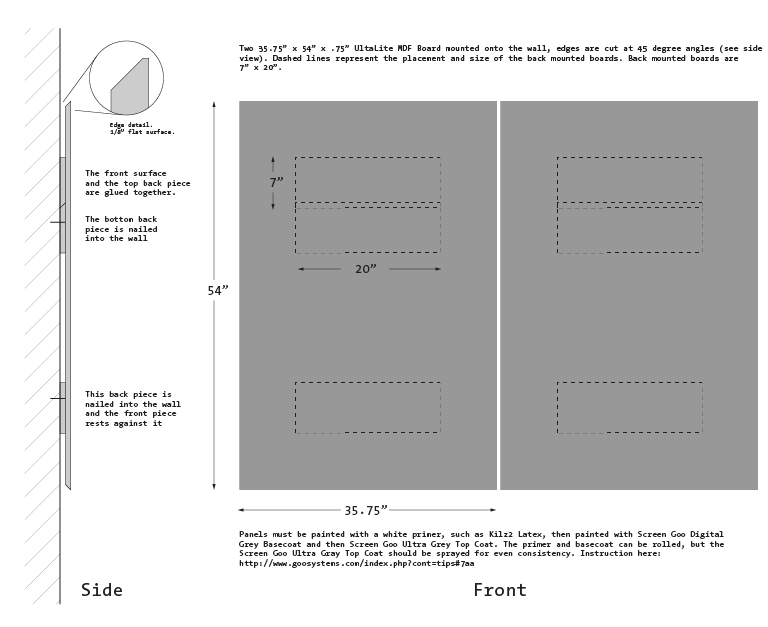 Two 35.75” x 54” x .75” UltaLite MDF Board mounted onto the wall, edges are cut at 45 degree angles (see side
view). Dashed lines represent the placement and size of the back mounted boards. Back mounted boards are
7” x 20”.
Edge detail.
1/8” flat surface.
The front surface
and the top back piece
are glued together.
7”
The bottom back
piece is nailed
into the wall
20”
54”
This back piece is
nailed into the wall
and the front piece
rests against it
35.75”
Panels must be painted with a white primer, such as Kilz2 Latex, then painted with Screen Goo Digital
Grey Basecoat and then Screen Goo Ultra Grey Top Coat. The primer and basecoat can be rolled, but the
Screen Goo Ultra Gray Top Coat should be sprayed for even consistency. Instruction here:
http://www.goosystems.com/index.php?cont=tips#7aa
Side
Front